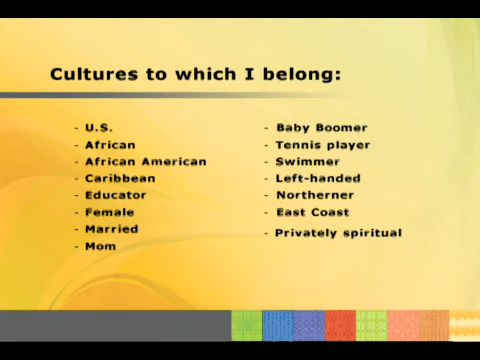 Cultures to which I belong:
- U.S.
- African
- African American
- Caribbean
- Educator
- Female
- Married
- Mom
- Baby Boomer
- Tennis player
- Swimmer
- Left-handed
- Northerner
- East Coast
- Privately spiritual